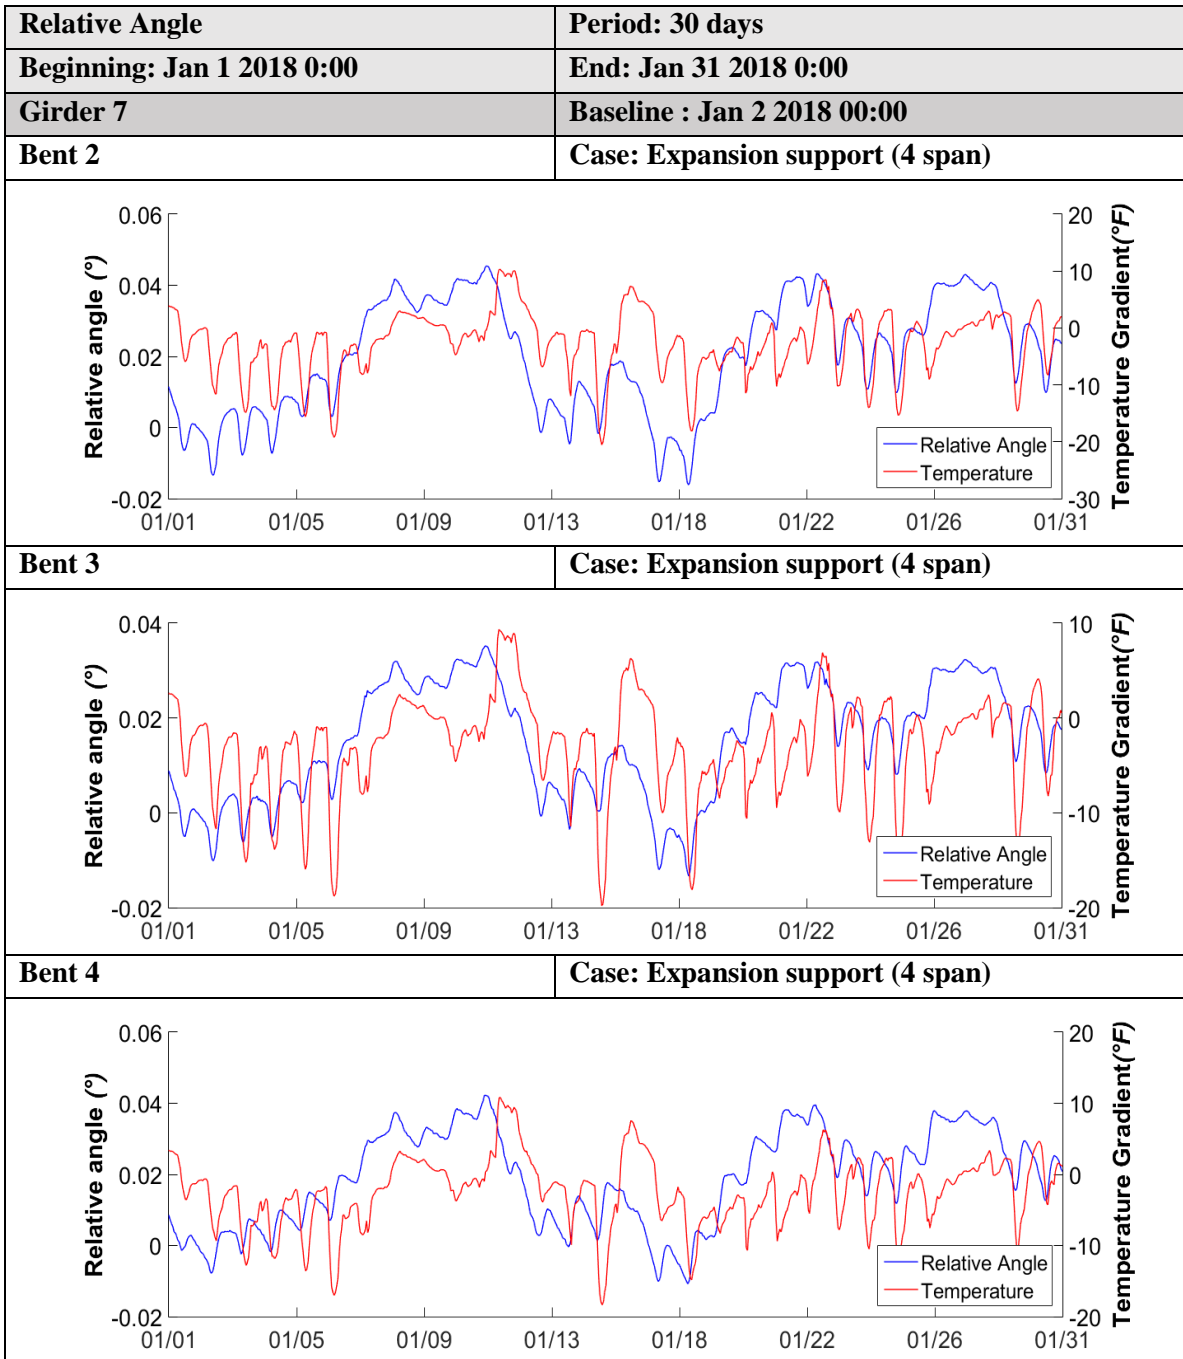 Relative Angle Period: 30 days
Beginning: Jan 1 2018 0:00 End: Jan 31 2018 0:00
Girder 7 Baseline : Jan 2 2018 00:00
Bent 2 Case: Expansion support (4 span)
Relative angle (°)
0.06
0.04
0.02
0
-0.02
20
10
0
-10
-20
-30
Temperature Gradient(°F)
Relative Angle
Temperature
01/01 01/05 01/09 01/13 01/18 01/22 01/26 01/31
Bent 3 Case: Expansion support (4 span)
Relative angle (°)
0.04
0.02
0
-0.02
10
0
-10
-20
Temperature Gradient(°F)
Relative Angle
Temperature
01/01 01/05 01/09 01/13 01/18 01/22 01/26 01/31
Bent 4 Case: Expansion support (4 span)
Relative angle (°)
0.06
0.04
0.02
0
-0.02
20
10
0
-10
-20
Temperature Gradient(°F)
Relative Angle
Temperature
01/01 01/05 01/09 01/13 01/18 01/22 01/26 01/31